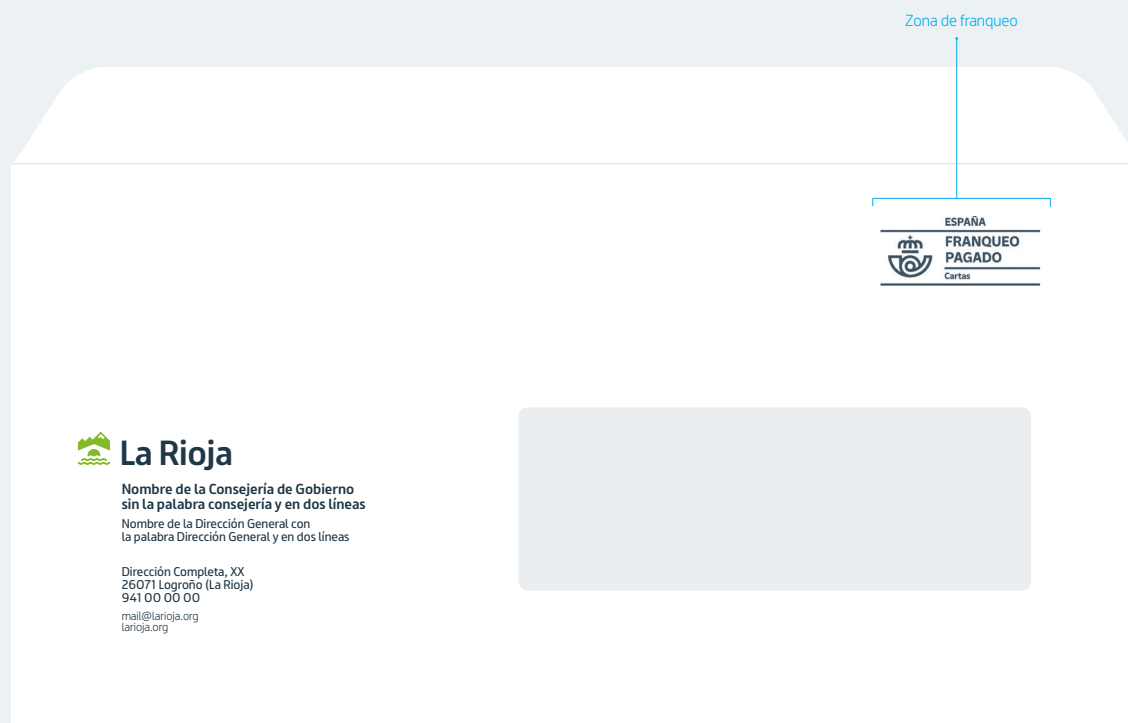 Zona de franqueo
ESPAÑA
FRANQUEO
PAGADO
Cartas
La Rioja
Nombre de la Consejería de Gobierno
sin la palabra consejería y en dos líneas
Nombre de la Dirección General con
la palabra Dirección General y en dos líneas
Dirección Completa, XX
26071 Logroño (La Rioja)
941 00 00 00
mail@larioja.org
larioja.org